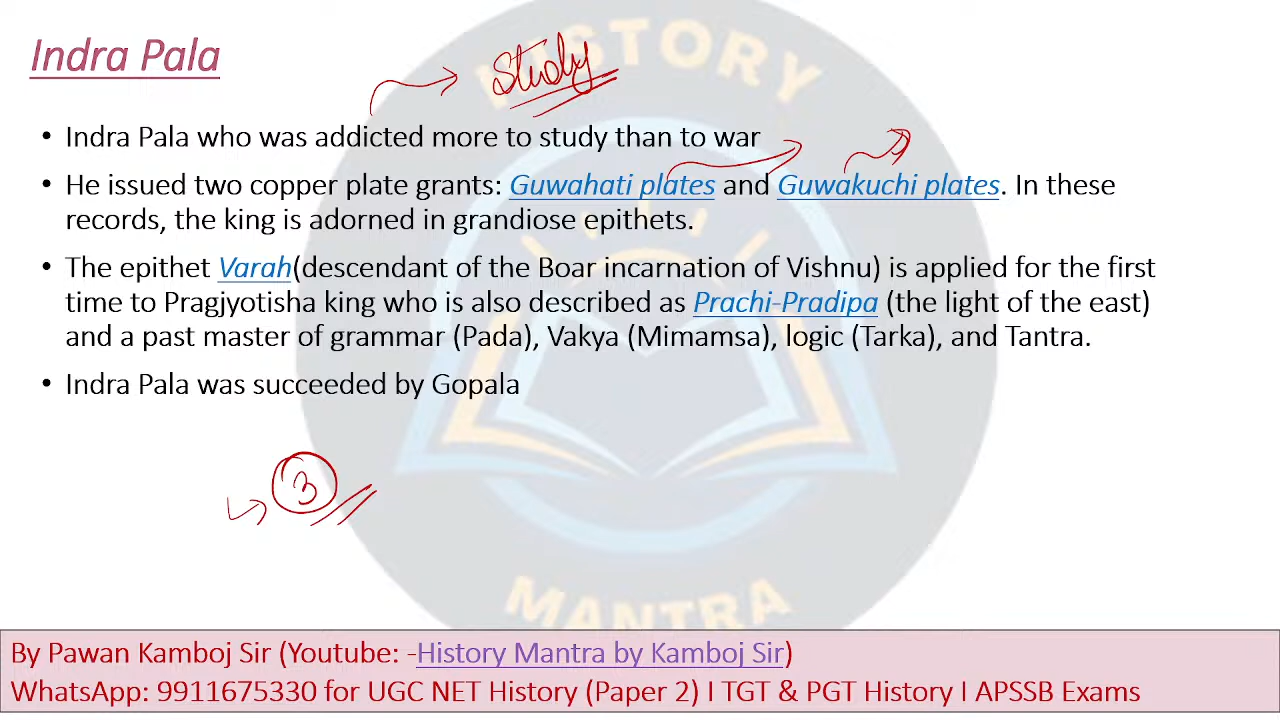 Indra Pala
Study
• Indra Pala who was addicted more to study than to war
• He issued two copper plate grants: Guwahati plates and Guwakuchi plates. In these
records, the king is adorned in grandiose epithets.
• The epithet Varah(descendant of the Boar incarnation of Vishnu) is applied for the first
time to Pragjyotisha king who is also described as Prachi-Pradipa (the light of the east)
and a past master of grammar (Pada), Vakya (Mimamsa), logic (Tarka), and Tantra.
• Indra Pala was succeeded by Gopala
3
HISTORY
MANTRA
By Pawan Kamboj Sir (Youtube: -History Mantra by Kamboj Sir)
WhatsApp: 9911675330 for UGC NET History (Paper 2) I TGT & PGT History I APSSB Exams